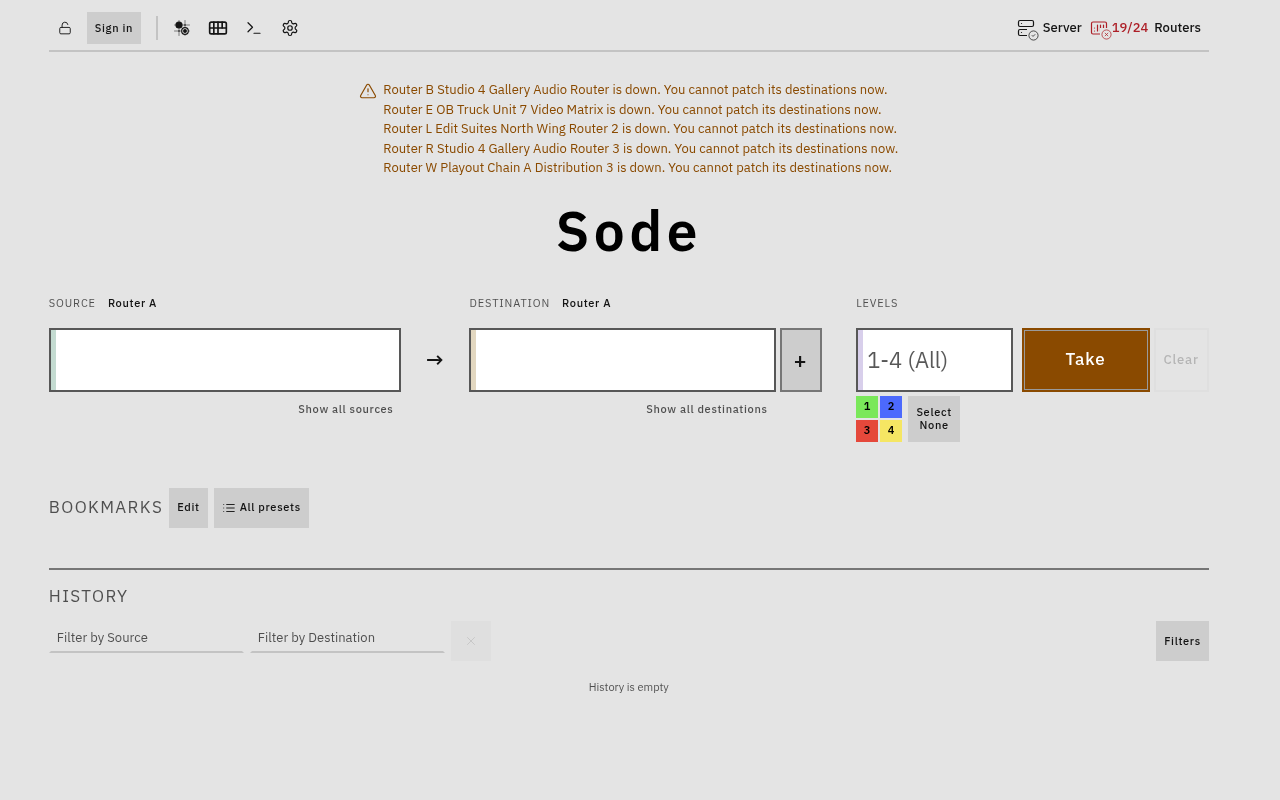 Sign in
Server
19/24 Routers
Router B Studio 4 Gallery Audio Router is down. You cannot patch its destinations now.
Router E OB Truck Unit 7 Video Matrix is down. You cannot patch its destinations now.
Router L Edit Suites North Wing Router 2 is down. You cannot patch its destinations now.
Router R Studio 4 Gallery Audio Router 3 is down. You cannot patch its destinations now.
Router W Playout Chain A Distribution 3 is down. You cannot patch its destinations now.
Sode
SOURCE Router A
DESTINATION Router A
LEVELS
→
+
1-4 (All)
Take
Clear
Show all sources
Show all destinations
1 2
3 4
Select
None
BOOKMARKS
Edit
All presets
HISTORY
Filter by Source
Filter by Destination
×
Filters
History is empty